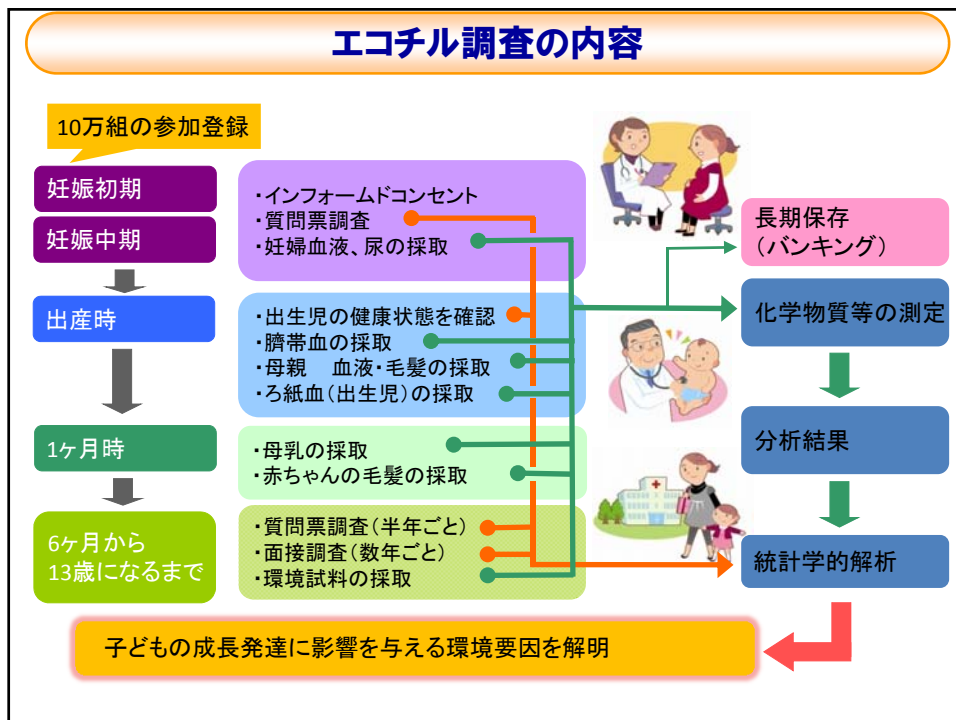 エコチル調査の内容
10万組の参加登録
妊娠初期
妊娠中期
出産時
1ヶ月時
6ヶ月から
13歳になるまで
・インフォームドコンセント
・質問票調査
・妊婦血液、尿の採取
・出生児の健康状態を確認
・臍帯血の採取
・母親　血液・毛髪の採取
・ろ紙血(出生児)の採取
・母乳の採取
・赤ちゃんの毛髪の採取
・質問票調査(半年ごと)
・面接調査(数年ごと)
・環境試料の採取
長期保存
(バンキング)
化学物質等の測定
分析結果
統計学的解析
子どもの成長発達に影響を与える環境要因を解明